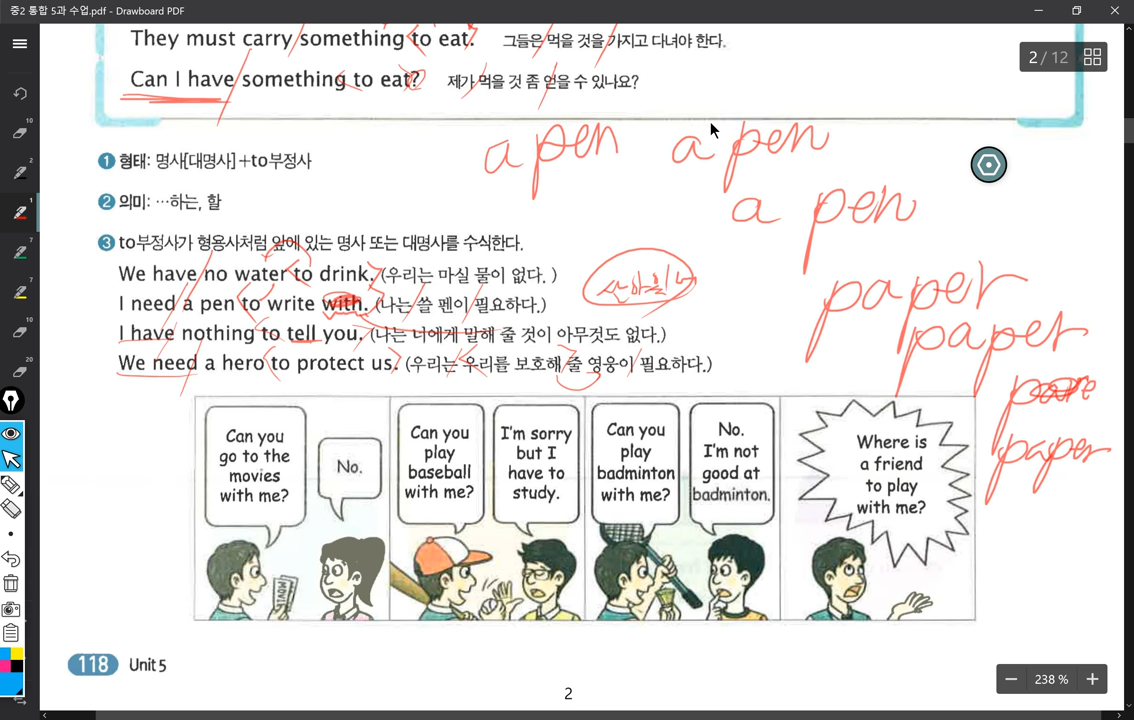 중2 통합 5과 수업.pdf - Drawboard PDF
2 / 12
They must carry something to eat. 그들은 먹을 것을 가지고 다녀야 한다.
Can I have something to eat? 제가 먹을 것 좀 얻을 수 있나요?
a pen a pen
a pen
1 형태: 명사[대명사]+to부정사
2 의미: …하는, 할
3 to부정사가 형용사처럼 앞에 있는 명사 또는 대명사를 수식한다.
We have no water to drink. (우리는 마실 물이 없다. )
I need a pen to write with. (나는 쓸 펜이 필요하다.)
I have nothing to tell you. (나는 너에게 말해 줄 것이 아무것도 없다.)
We need a hero to protect us. (우리는 우리를 보호해 줄 영웅이 필요하다.)
paper
paper
paper
Can you
go to the
movies
with me?
No.
Can you
play
baseball
with me?
I'm sorry
but I
have to
study.
Can you
play
badminton
with me?
No.
I'm not
good at
badminton.
Where is
a friend
to play
with me?
MOVIE
118 Unit 5
2
238 %